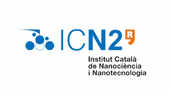 ICN2
R
Institut Català
de Nanociència
i Nanotecnologia